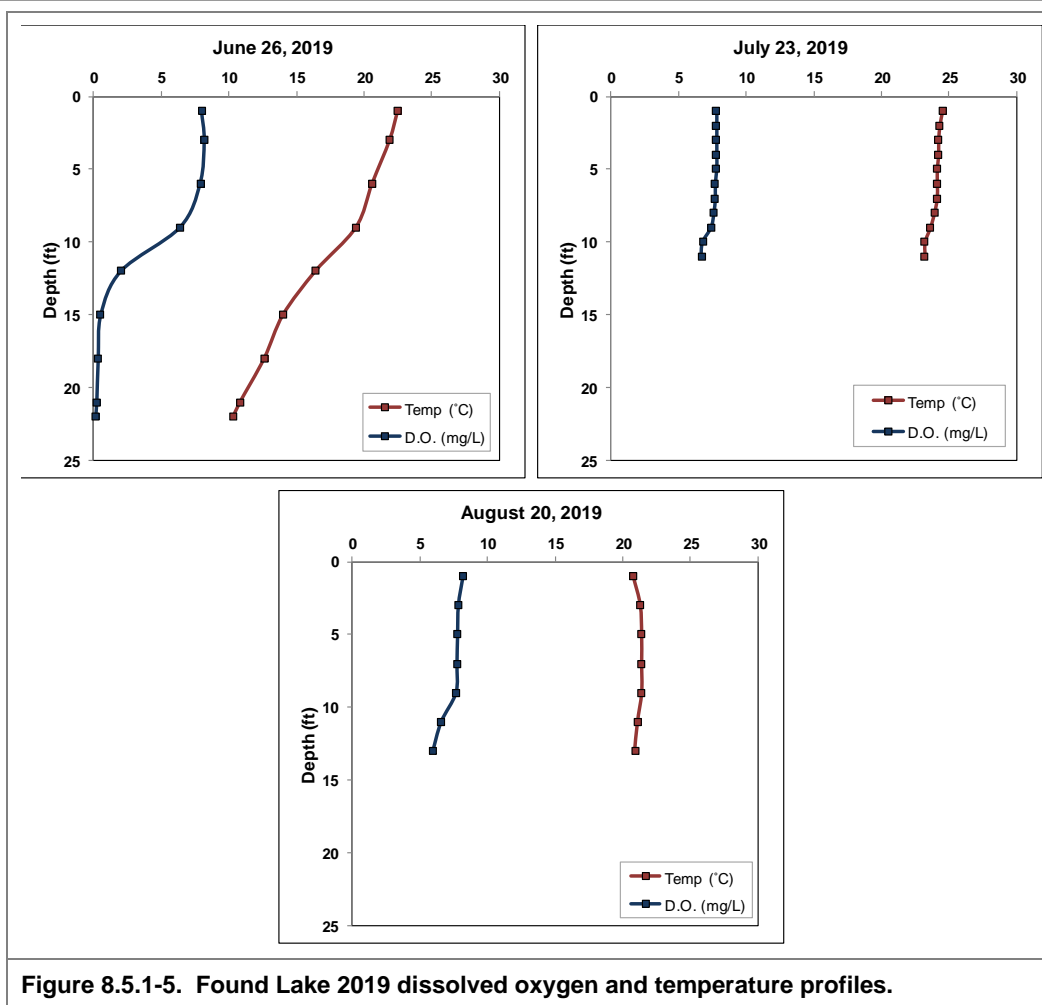 June 26, 2019
0 5 10 15 20 25 30
0
5
10
15
20
25
Depth (ft)
Temp (˚C)
D.O. (mg/L)
July 23, 2019
0 5 10 15 20 25 30
0
5
10
15
20
25
Depth (ft)
Temp (˚C)
D.O. (mg/L)
August 20, 2019
0 5 10 15 20 25 30
0
5
10
15
20
25
Depth (ft)
Temp (˚C)
D.O. (mg/L)
Figure 8.5.1-5. Found Lake 2019 dissolved oxygen and temperature profiles.